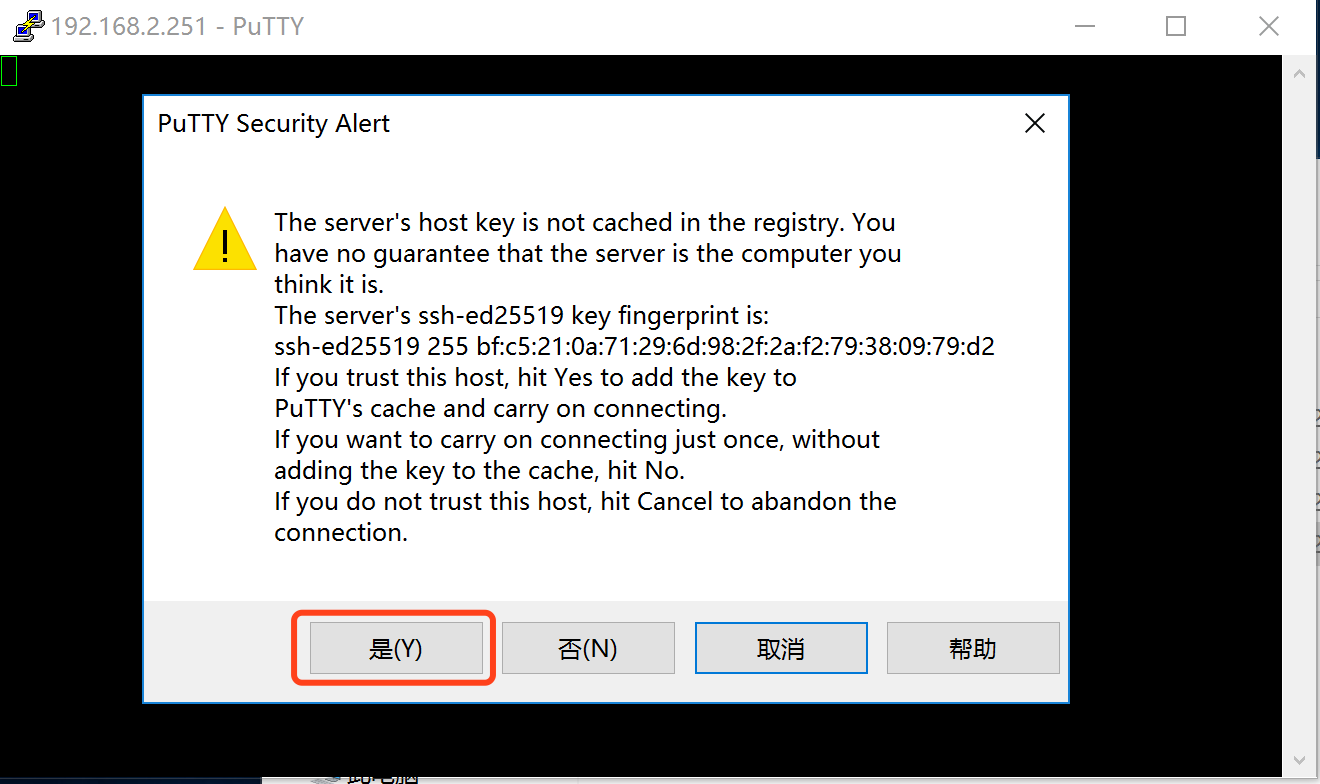 192.168.2.251 - PuTTY
PuTTY Security Alert
The server's host key is not cached in the registry. You
have no guarantee that the server is the computer you
think it is.
The server's ssh-ed25519 key fingerprint is:
ssh-ed25519 255 bf:c5:21:0a:71:29:6d:98:2f:2a:f2:79:38:09:79:d2
If you trust this host, hit Yes to add the key to
PuTTY's cache and carry on connecting.
If you want to carry on connecting just once, without
adding the key to the cache, hit No.
If you do not trust this host, hit Cancel to abandon the
connection.
是(Y)
否(N)
取消
帮助